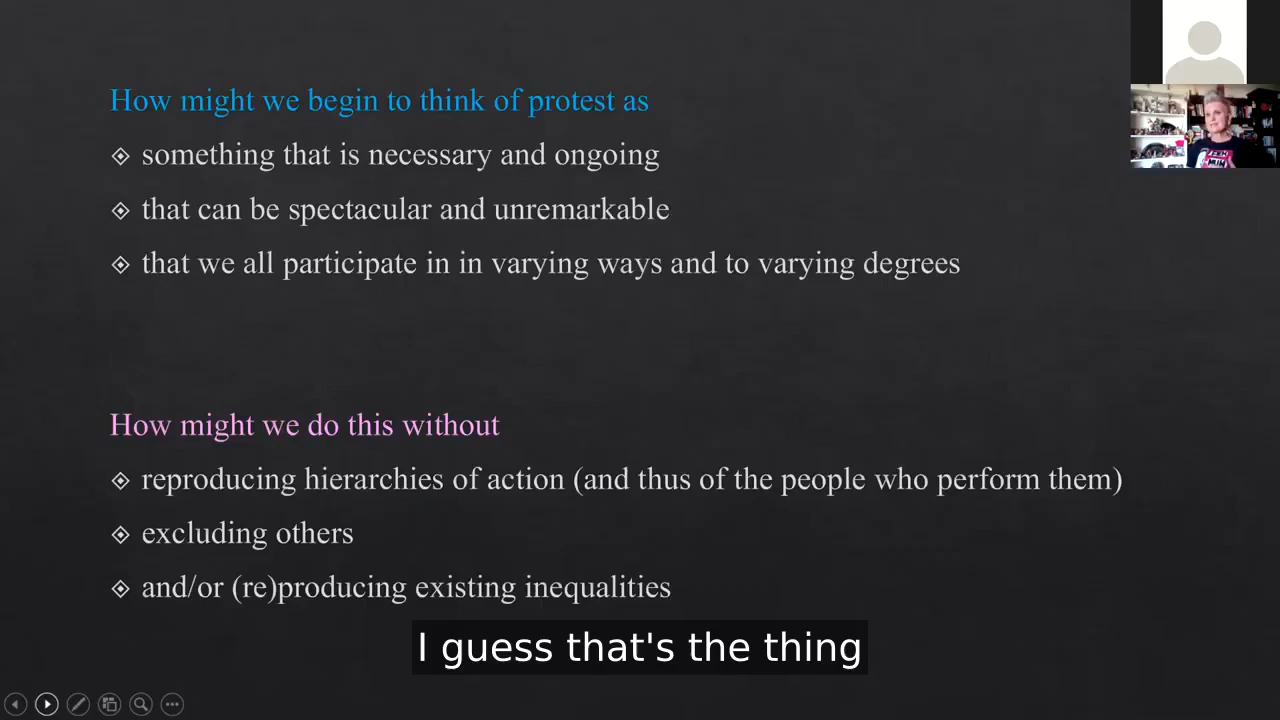 How might we begin to think of protest as
something that is necessary and ongoing
that can be spectacular and unremarkable
that we all participate in in varying ways and to varying degrees
How might we do this without
reproducing hierarchies of action (and thus of the people who perform them)
excluding others
and/or (re)producing existing inequalities
I guess that's the thing